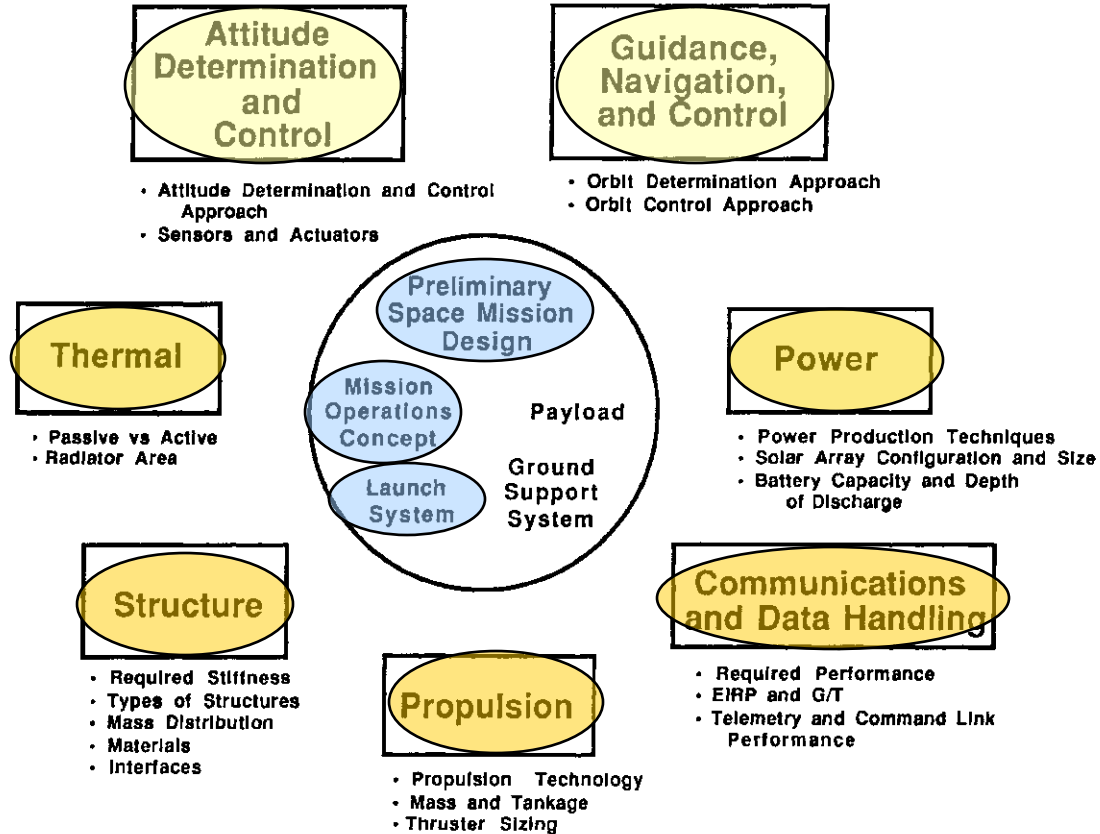 Attitude
Determination
and
Control
• Attitude Determination and Control
Approach
• Sensors and Actuators
Guidance,
Navigation,
and Control
• Orbit Determination Approach
• Orbit Control Approach
Preliminary
Space Mission
Design
Mission
Operations
Concept
Payload
Launch
System
Ground
Support
System
Thermal
• Passive vs Active
• Radiator Area
Power
• Power Production Techniques
• Solar Array Configuration and Size
• Battery Capacity and Depth
of Discharge
Structure
• Required Stiffness
• Types of Structures
• Mass Distribution
• Materials
• Interfaces
Propulsion
• Propulsion Technology
• Mass and Tankage
• Thruster Sizing
Communications
and Data Handling
• Required Performance
• EIRP and G/T
• Telemetry and Command Link
Performance